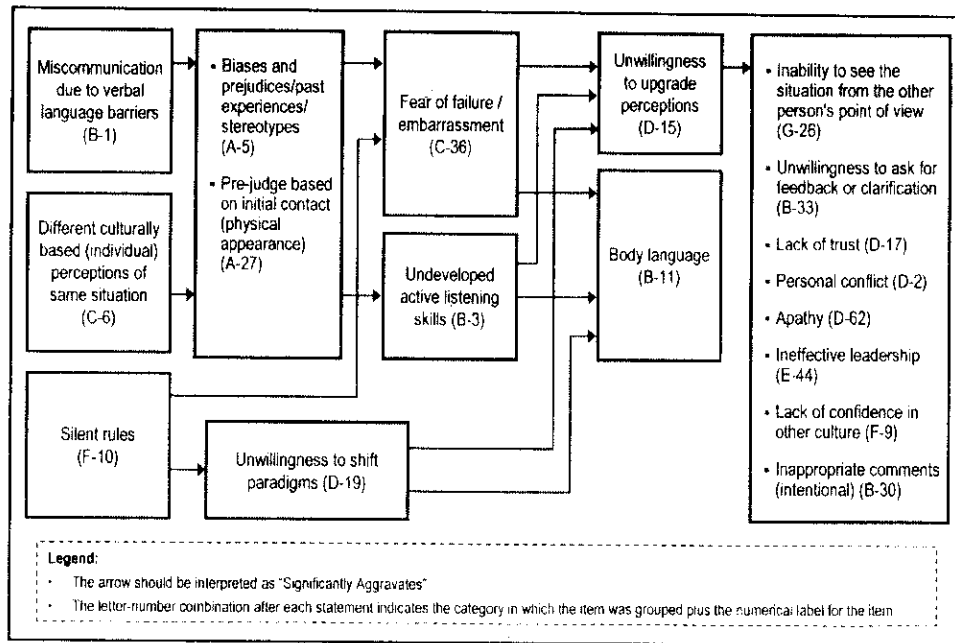 Miscommunication
due to verbal
language barriers
(B-1)
Different culturally
based (individual)
perceptions of
same situation
(C-6)
Silent rules
(F-10)
• Biases and
prejudices/past
experiences/
stereotypes
(A-5)
• Pre-judge based
on initial contact
(physical
appearance)
(A-27)
Unwillingness to shift
paradigms (D-19)
Fear of failure /
embarrassment
(C-36)
Undeveloped
active listening
skills (B-3)
Unwillingness
to upgrade
perceptions
(D-15)
Body language
(B-11)
• Inability to see the
situation from the other
person's point of view
(G-26)
• Unwillingness to ask for
feedback or clarification
(B-33)
• Lack of trust (D-17)
• Personal conflict (D-2)
• Apathy (D-62)
• Ineffective leadership
(E-44)
• Lack of confidence in
other culture (F-9)
• Inappropriate comments
(intentional) (B-30)
Legend:
• The arrow should be interpreted as "Significantly Aggravates"
• The letter-number combination after each statement indicates the category in which the item was grouped plus the numerical label for the item